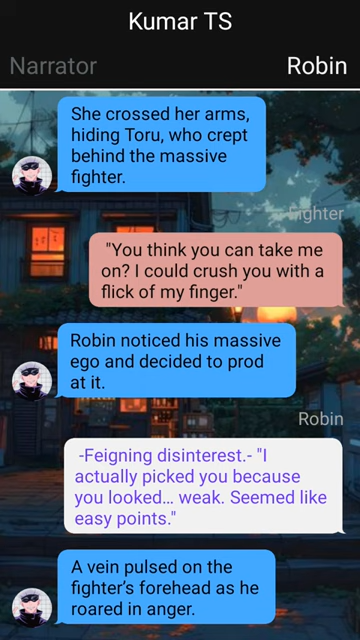 Kumar TS
Narrator
Robin
She crossed her arms,
hiding Toru, who crept
behind the massive
fighter.
fighter
"You think you can take me
on? I could crush you with a
flick of my finger."
Robin noticed his massive
ego and decided to prod
at it.
Robin
-Feigning disinterest.- "I
actually picked you because
you looked… weak. Seemed like
easy points."
A vein pulsed on the
fighter’s forehead as he
roared in anger.